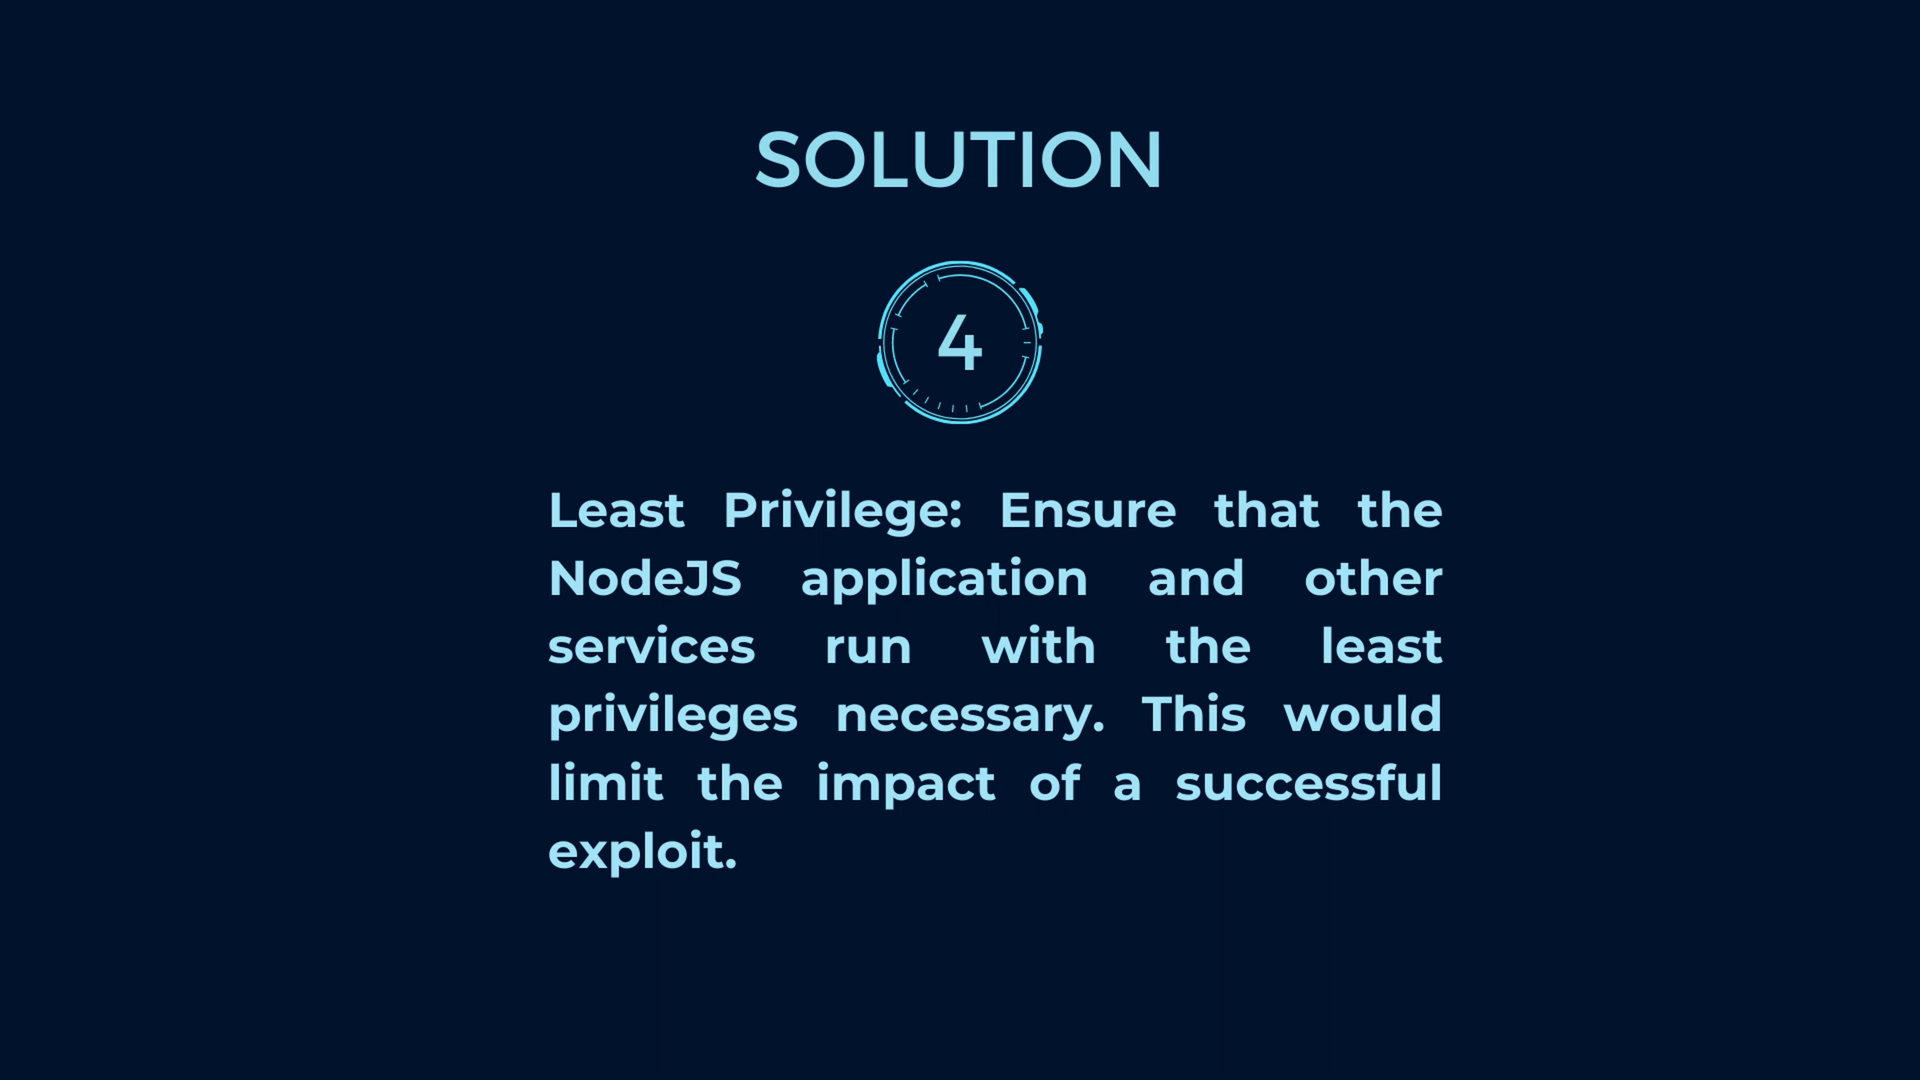 SOLUTION
4
Least Privilege: Ensure that the
NodeJS application and other
services run with the least
privileges necessary. This would
limit the impact of a successful
exploit.